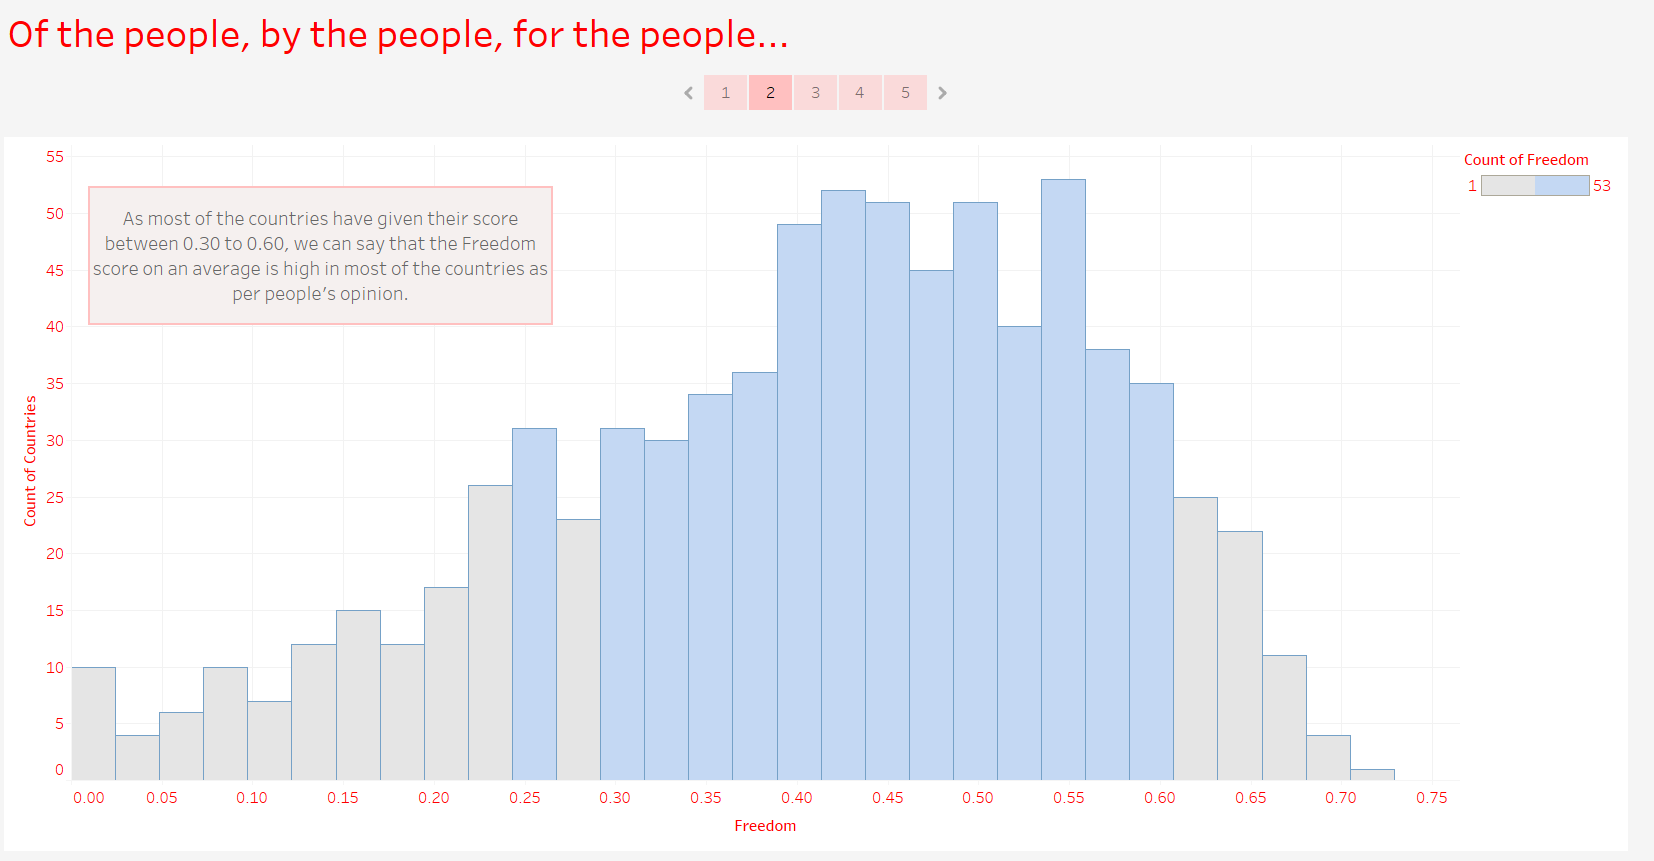 Of the people, by the people, for the people...
1 2 3 4 5
55
50
45
40
35
30
25
20
15
10
5
0
Count of Countries
As most of the countries have given their score
between 0.30 to 0.60, we can say that the Freedom
score on an average is high in most of the countries as
per people's opinion.
0.00 0.05 0.10 0.15 0.20 0.25 0.30 0.35 0.40 0.45 0.50 0.55 0.60 0.65 0.70 0.75
Freedom
Count of Freedom
1 53